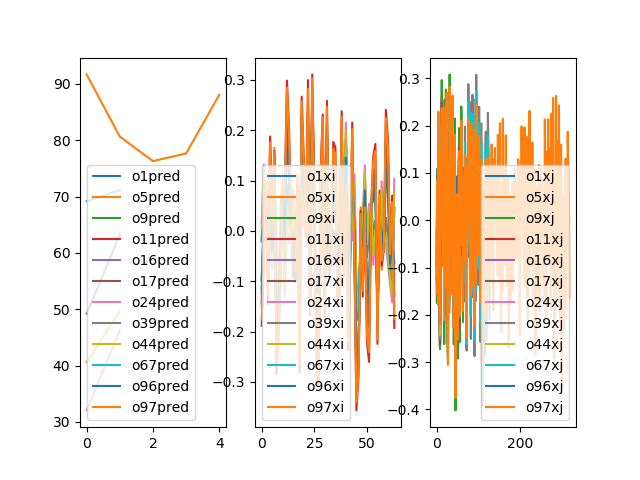 90
80
70
60
50
40
30
0
2
4
o1pred
o5pred
o9pred
o11pred
o16pred
o17pred
o24pred
o39pred
o44pred
o67pred
o96pred
o97pred
0.3
0.2
0.1
0.0
−0.1
−0.2
−0.3
0
25
50
o1xi
o5xi
o9xi
o11xi
o16xi
o17xi
o24xi
o39xi
o44xi
o67xi
o96xi
o97xi
0.3
0.2
0.1
0.0
−0.1
−0.2
−0.3
−0.4
0
200
o1xj
o5xj
o9xj
o11xj
o16xj
o17xj
o24xj
o39xj
o44xj
o67xj
o96xj
o97xj